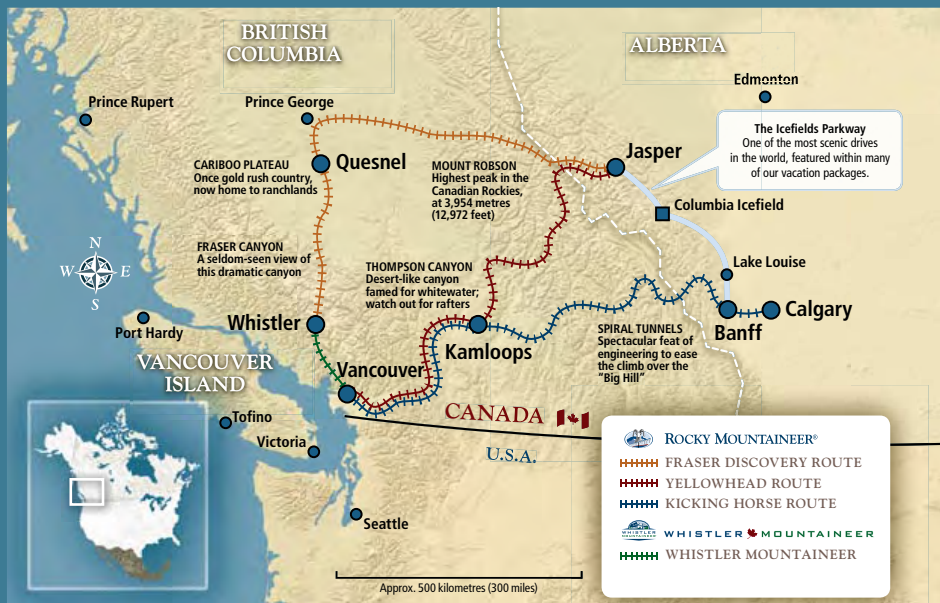 BRITISH
COLUMBIA
ALBERTA
Edmonton
Prince Rupert
Prince George
The Icefields Parkway
One of the most scenic drives
in the world, featured within many
of our vacation packages.
Jasper
Quesnel
CARIBOO PLATEAU
Once gold rush country,
now home to ranchlands
MOUNT ROBSON
Highest peak in the
Canadian Rockies,
at 3,954 metres
(12,972 feet)
Columbia Icefield
N
W
E
S
FRASER CANYON
A seldom-seen view of
this dramatic canyon
THOMPSON CANYON
Desert-like canyon
famed for whitewater;
watch out for rafters
Lake Louise
Port Hardy
Whistler
Kamloops
SPIRAL TUNNELS
Spectacular feat of
engineering to ease
the climb over the
"Big Hill"
Banff
Calgary
VANCOUVER
ISLAND
Vancouver
Tofino
Victoria
CANADA
U.S.A.
Seattle
ROCKY MOUNTAINEER®
FRASER DISCOVERY ROUTE
YELLOWHEAD ROUTE
KICKING HORSE ROUTE
WHISTLER
MOUNTAINEER
WHISTLER MOUNTAINEER
WHISTLER MOUNTAINEER
Approx. 500 kilometres (300 miles)